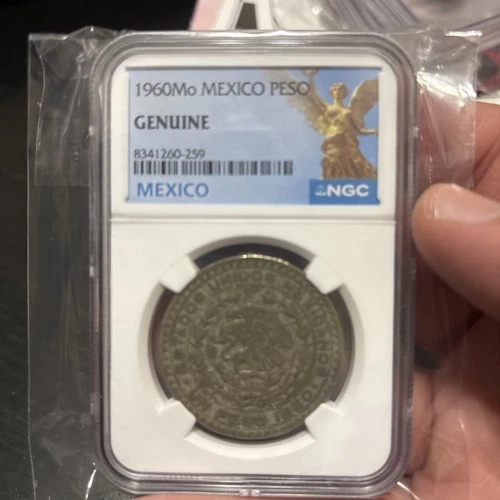 1960Mo MEXICO PESO
GENUINE
8341260-259
MEXICO
NGC